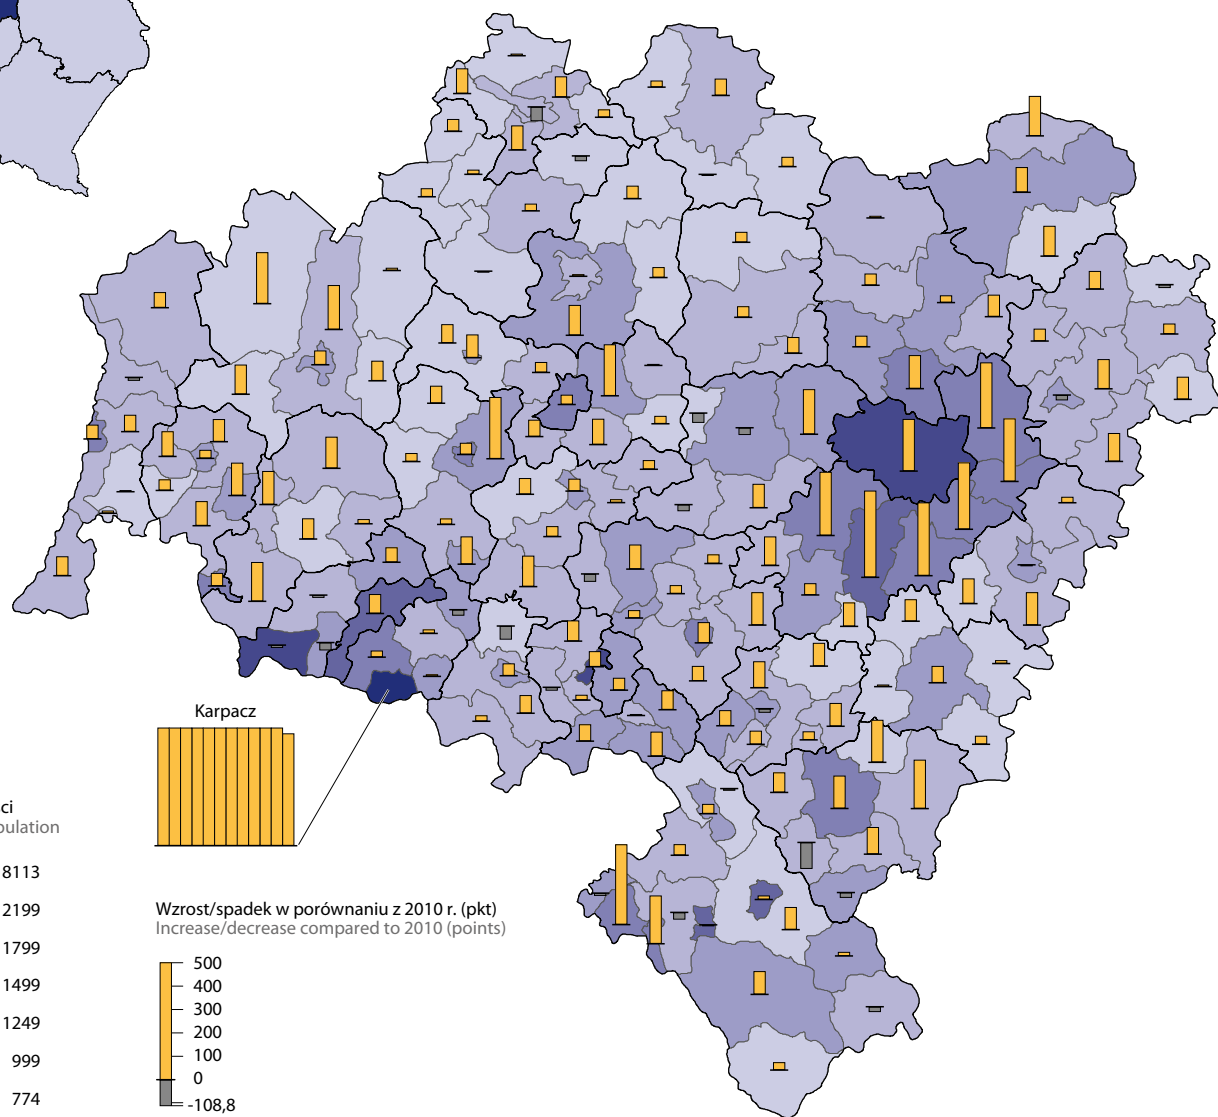 Karpacz
ci
pulation
8113
2199
1799
1499
1249
999
774
Wzrost/spadek w porównaniu z 2010 r. (pkt)
Increase/decrease compared to 2010 (points)
500
400
300
200
100
0
-108,8